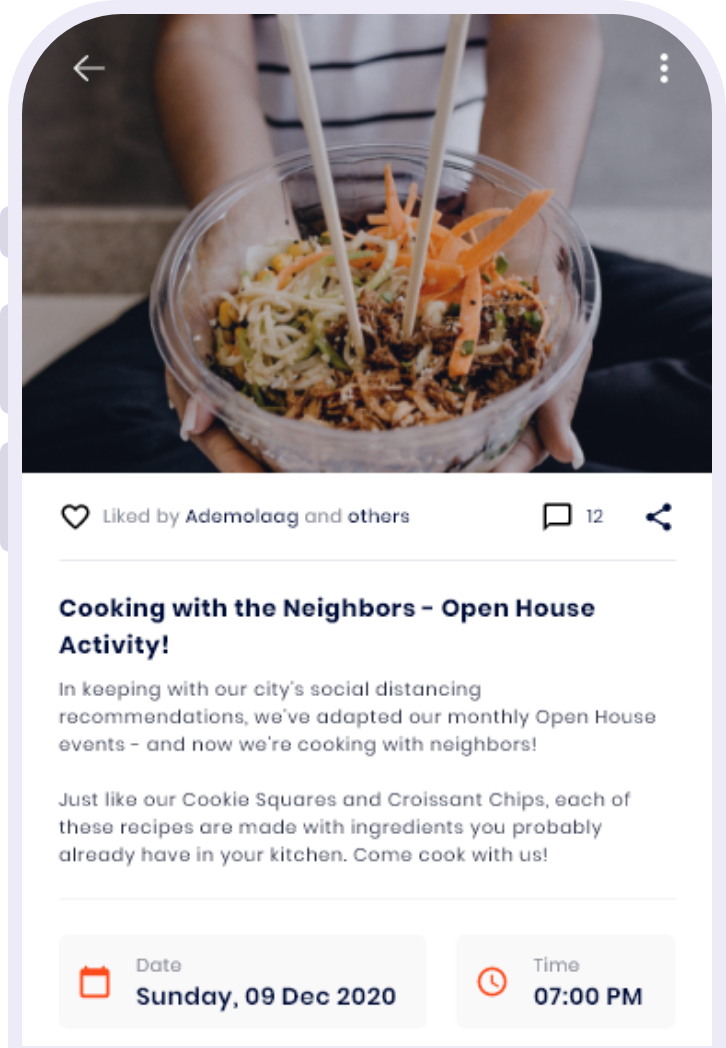 Liked by Ademolaag and others
12
Cooking with the Neighbors - Open House
Activity!
In keeping with our city's social distancing
recommendations, we've adapted our monthly Open House
events - and now we're cooking with neighbors!
Just like our Cookie Squares and Croissant Chips, each of
these recipes are made with ingredients you probably
already have in your kitchen. Come cook with us!
Date
Sunday, 09 Dec 2020
Time
07:00 PM